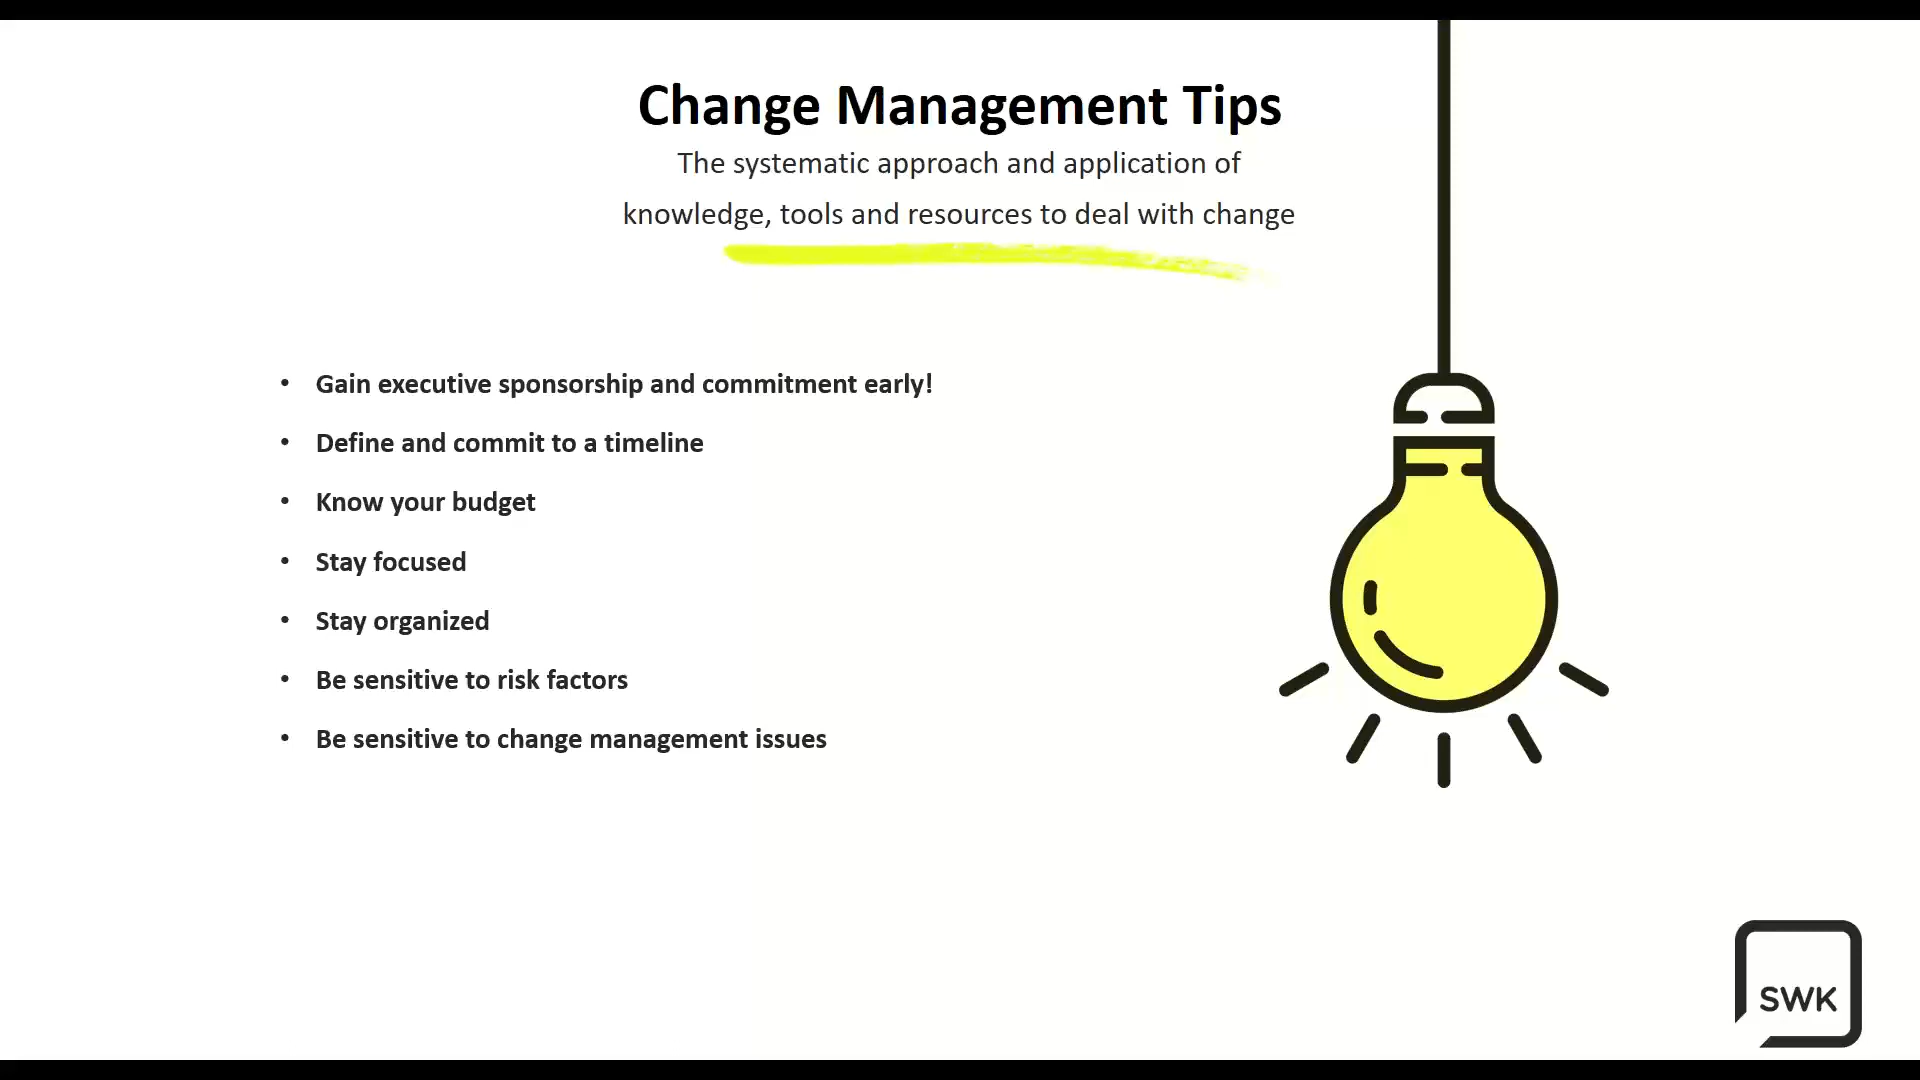 Change Management Tips
The systematic approach and application of
knowledge, tools and resources to deal with change
• Gain executive sponsorship and commitment early!
• Define and commit to a timeline
• Know your budget
• Stay focused
• Stay organized
• Be sensitive to risk factors
• Be sensitive to change management issues
SWK